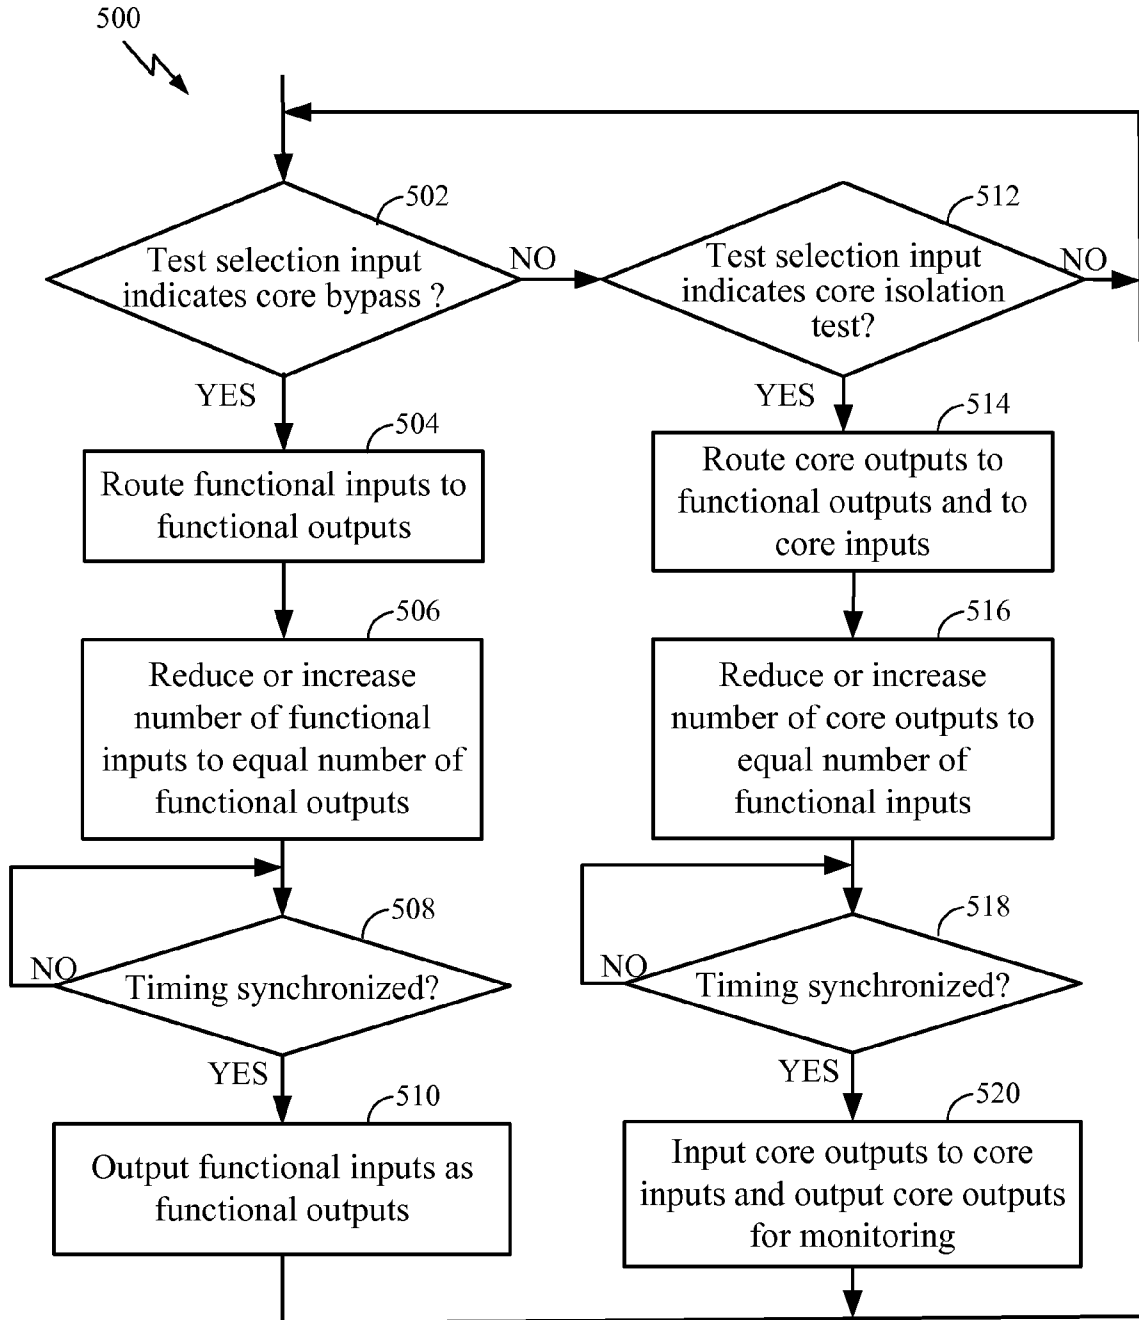 500
502
Test selection input
indicates core bypass ?
NO
YES
504
Route functional inputs to
functional outputs
506
Reduce or increase
number of functional
inputs to equal number of
functional outputs
508
NO
Timing synchronized?
YES
510
Output functional inputs as
functional outputs
512
Test selection input
indicates core isolation
test?
NO
YES
514
Route core outputs to
functional outputs and to
core inputs
516
Reduce or increase
number of core outputs to
equal number of
functional inputs
518
NO
Timing synchronized?
YES
520
Input core outputs to core
inputs and output core outputs
for monitoring